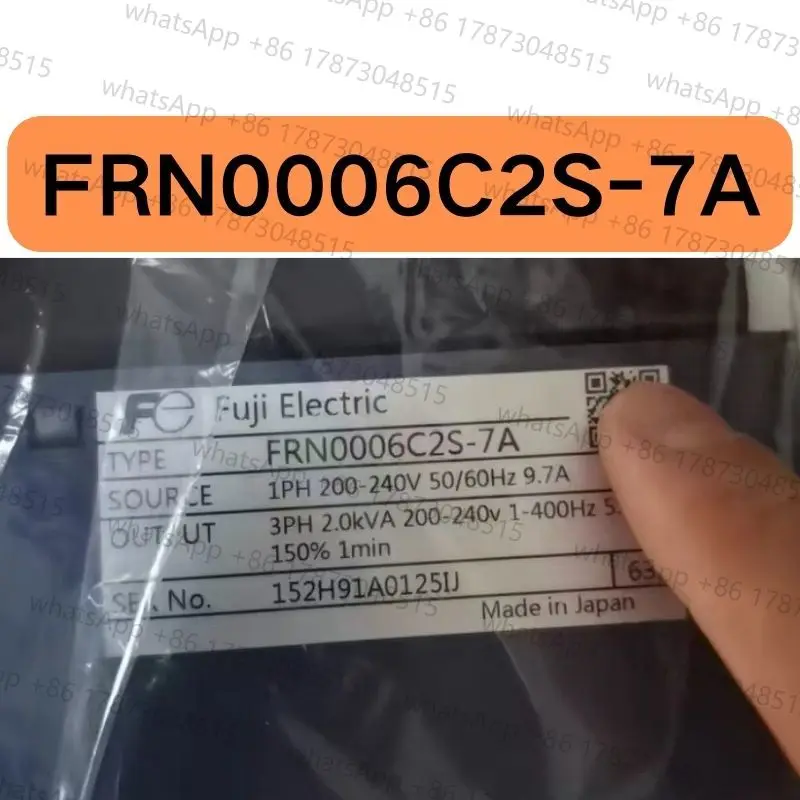 FRN0006C2S-7A
Fe Fuji Electric
TYPE FRN0006C2S-7A
SOURCE 1PH 200-240V 50/60Hz 9.7A
OUTPUT 3PH 2.0kVA 200-240v 1-400Hz
150% 1min
SER. No. 152H91A0125IJ
Made in Japan
whatsApp +86 17873048515